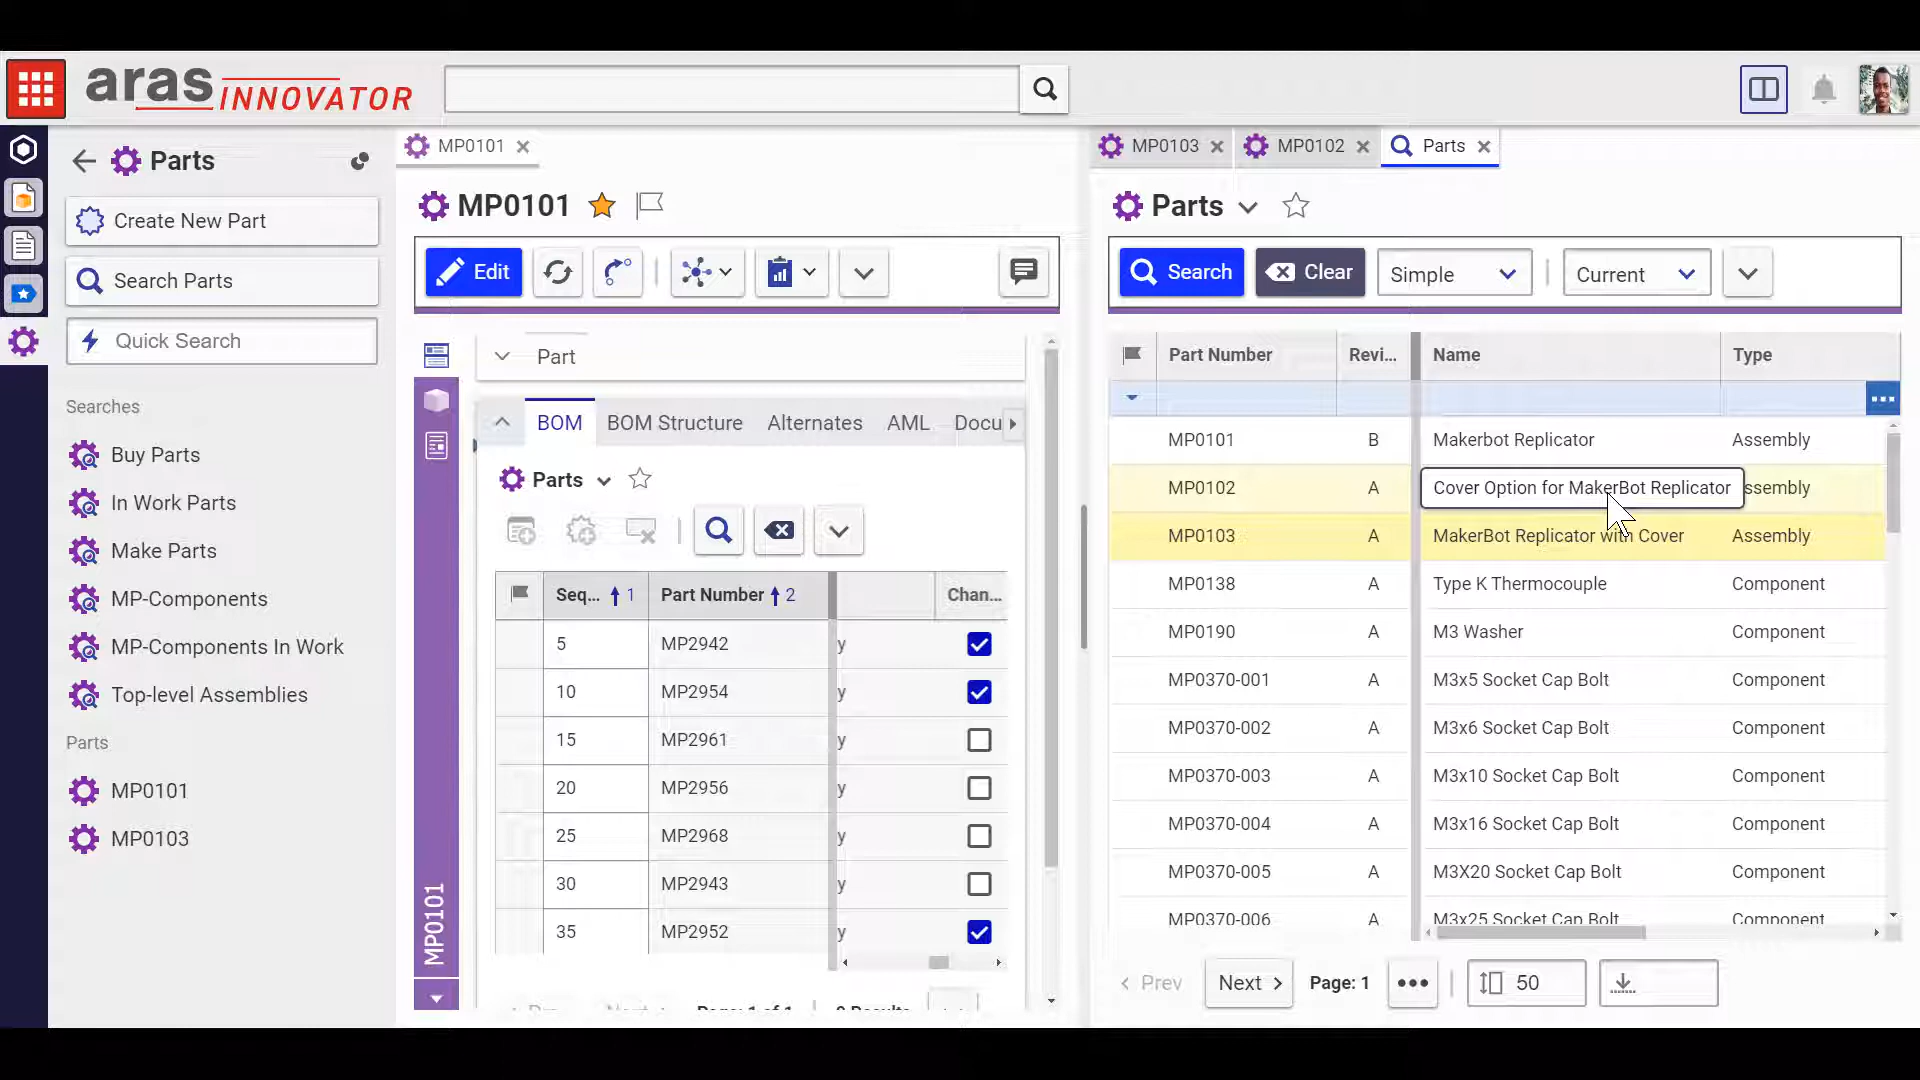 aras INNOVATOR
Parts
Create New Part
Search Parts
Quick Search
Searches
Buy Parts
In Work Parts
Make Parts
MP-Components
MP-Components In Work
Top-level Assemblies
Parts
MP0101
MP0103
MP0101
MP0101
Edit
MP0101
Part
BOM BOM Structure Alternates AML Docu
Parts
Seq... 1 Part Number 2 Chan...
5 MP2942 y
10 MP2954 y
15 MP2961 y
20 MP2956 y
25 MP2968 y
30 MP2943 y
35 MP2952 y
MP0103 MP0102 Parts
Parts
Search Clear Simple Current
Part Number Revi... Name Type
MP0101 B Makerbot Replicator Assembly
MP0102 A Cover Option for MakerBot Replicator ssembly
MP0103 A MakerBot Replicator with Cover Assembly
MP0138 A Type K Thermocouple Component
MP0190 A M3 Washer Component
MP0370-001 A M3x5 Socket Cap Bolt Component
MP0370-002 A M3x6 Socket Cap Bolt Component
MP0370-003 A M3x10 Socket Cap Bolt Component
MP0370-004 A M3x16 Socket Cap Bolt Component
MP0370-005 A M3X20 Socket Cap Bolt Component
MP0370-006 A M3x25 Socket Cap Bolt Component
Prev Next Page: 1 50